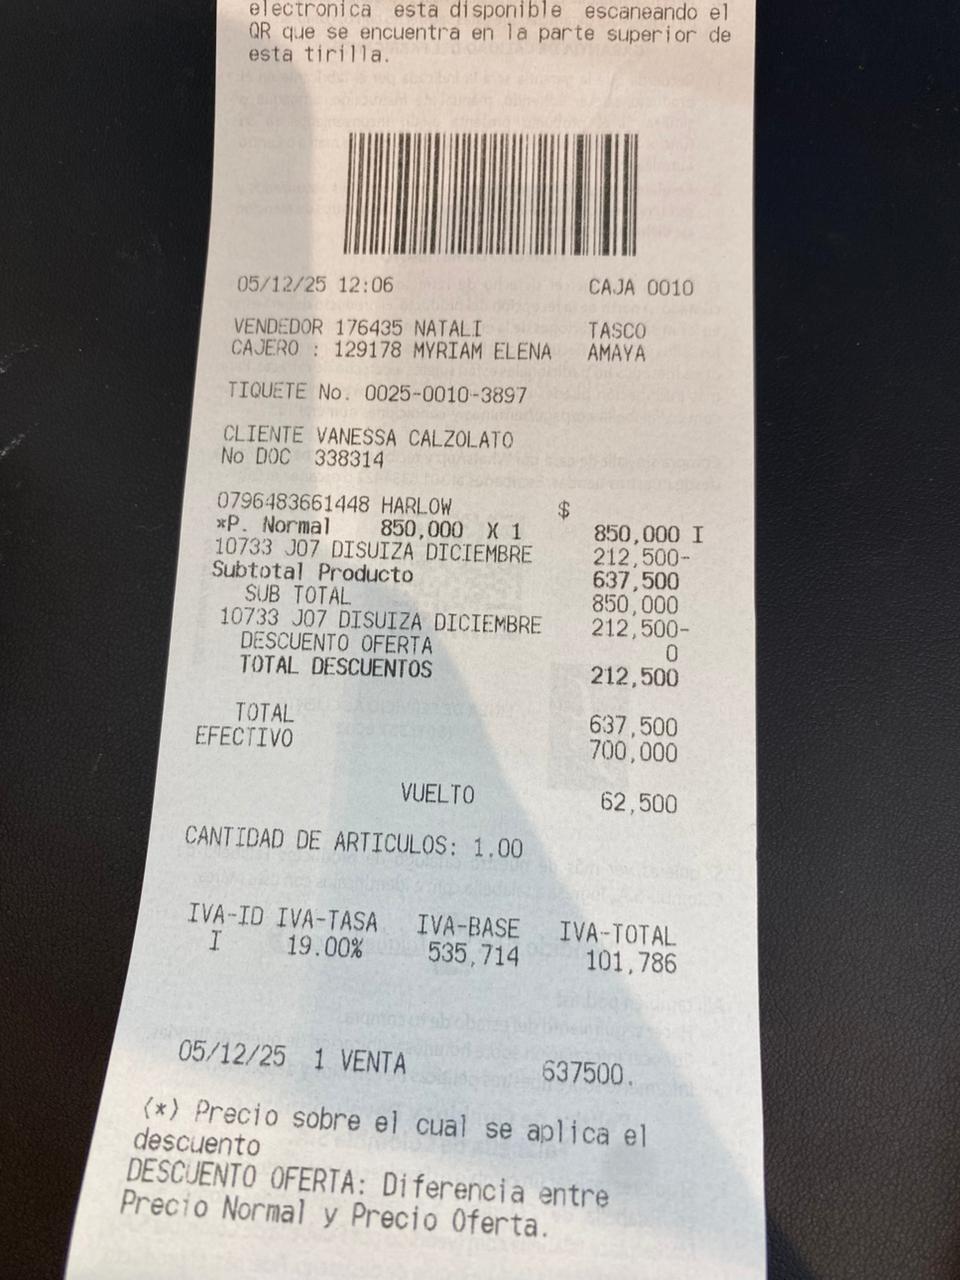 electronica esta disponible escaneando el
QR que se encuentra en la parte superior de
esta tirilla.
05/12/25 12:06 CAJA 0010
VENDEDOR 176435 NATALI TASCO
CAJERO : 129178 MYRIAM ELENA AMAYA
TIQUETE No. 0025-0010-3897
CLIENTE VANESSA CALZOLATO
No DOC 338314
0796483661448 HARLOW $
*P. Normal 850,000 X 1 850,000 I
10733 J07 DISUIZA DICIEMBRE 212,500-
Subtotal Producto 637,500
SUB TOTAL 850,000
10733 J07 DISUIZA DICIEMBRE 212,500-
DESCUENTO OFERTA 0
TOTAL DESCUENTOS 212,500
TOTAL 637,500
EFECTIVO 700,000
VUELTO 62,500
CANTIDAD DE ARTICULOS: 1.00
IVA-ID IVA-TASA IVA-BASE IVA-TOTAL
I 19.00% 535,714 101,786
05/12/25 1 VENTA 637500.
(*) Precio sobre el cual se aplica el
descuento
DESCUENTO OFERTA: Diferencia entre
Precio Normal y Precio Oferta.